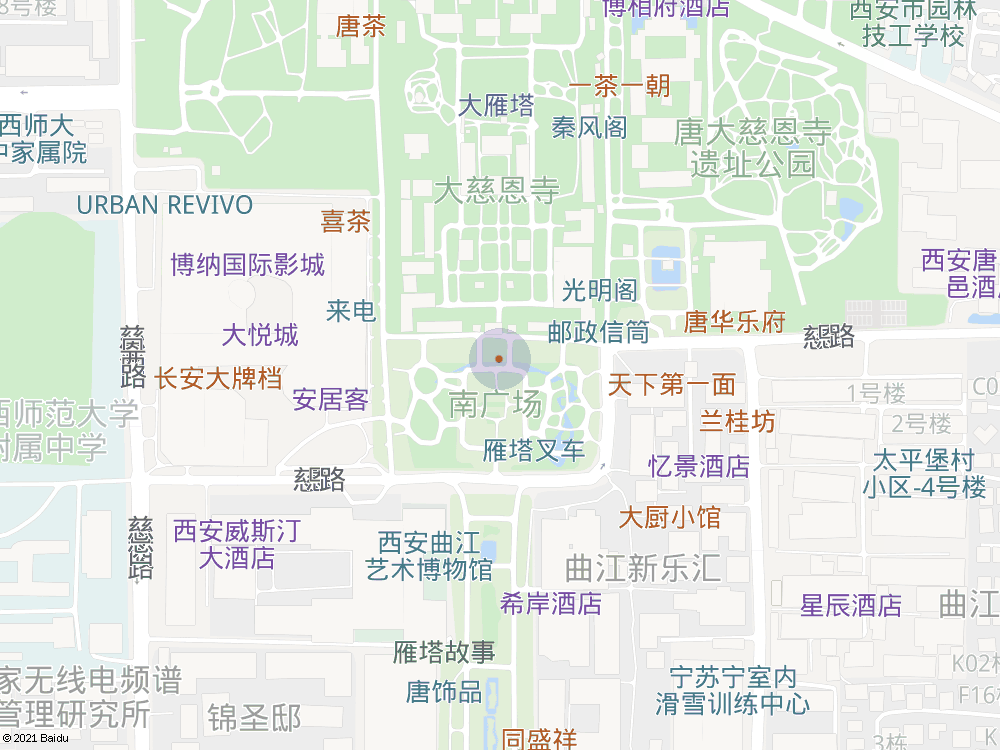 8号楼
唐茶
博相府酒店
西安市园林
技工学校
一茶一朝
大雁塔
秦风阁
西师大
中家属院
唐大慈恩寺
遗址公园
大慈恩寺
URBAN REVIVO
喜茶
博纳国际影城
西安唐
邑酒店
光明阁
来电
大悦城
邮政信筒
唐华乐府
长安大牌档
安居客
天下第一面
1号楼
南广场
兰桂坊
2号楼
西师范大学
附属中学
雁塔叉车
忆景酒店
太平堡村
小区-4号楼
大厨小馆
西安威斯汀
大酒店
西安曲江
艺术博物馆
曲江新乐汇
希岸酒店
星辰酒店
曲江
雁塔故事
唐饰品
家无线电频谱
管理研究所
锦圣邸
宁苏宁室内
滑雪训练中心
同盛祥
3栋
© 2021 Baidu